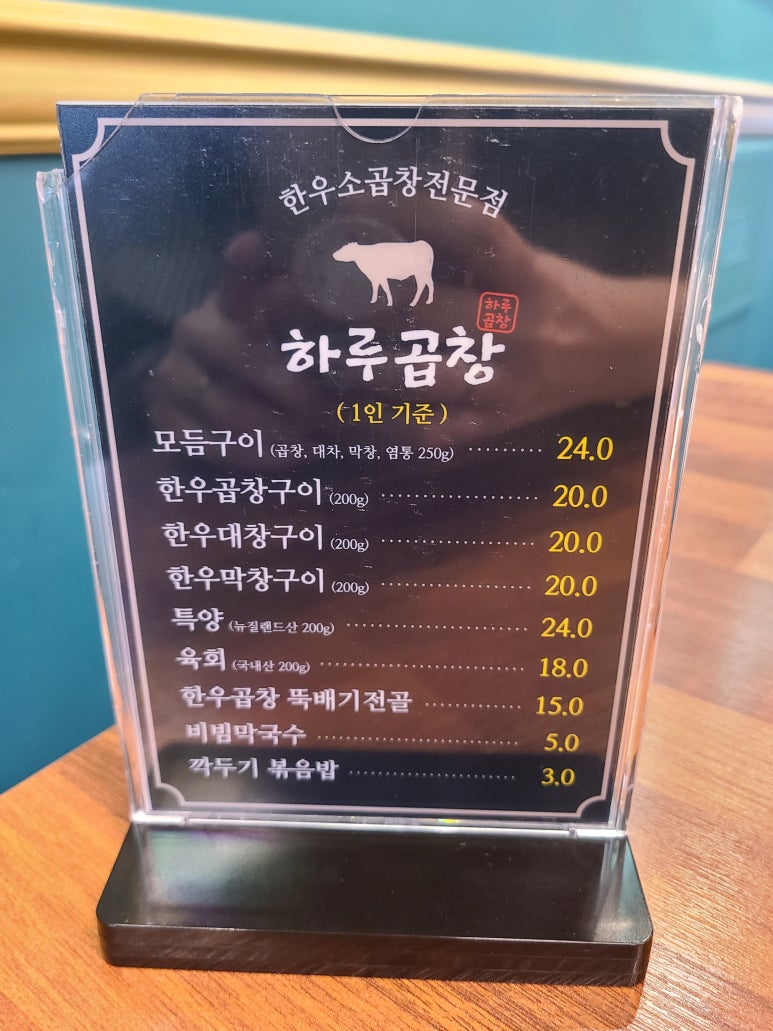 한우소곱창전문점
하루
곱창
하루곱창
( 1인 기준 )
모듬구이 (곱창, 대차, 막창, 염통 250g) ········ 24.0
한우곱창구이 (200g) ···················· 20.0
한우대창구이 (200g) ···················· 20.0
한우막창구이 (200g) ···················· 20.0
특양 (뉴질랜드산 200g) ···················· 24.0
육회 (국내산 200g) ···················· 18.0
한우곱창 뚝배기전골 ············ 15.0
비빔막국수 ···················· 5.0
깍두기 볶음밥 ···················· 3.0